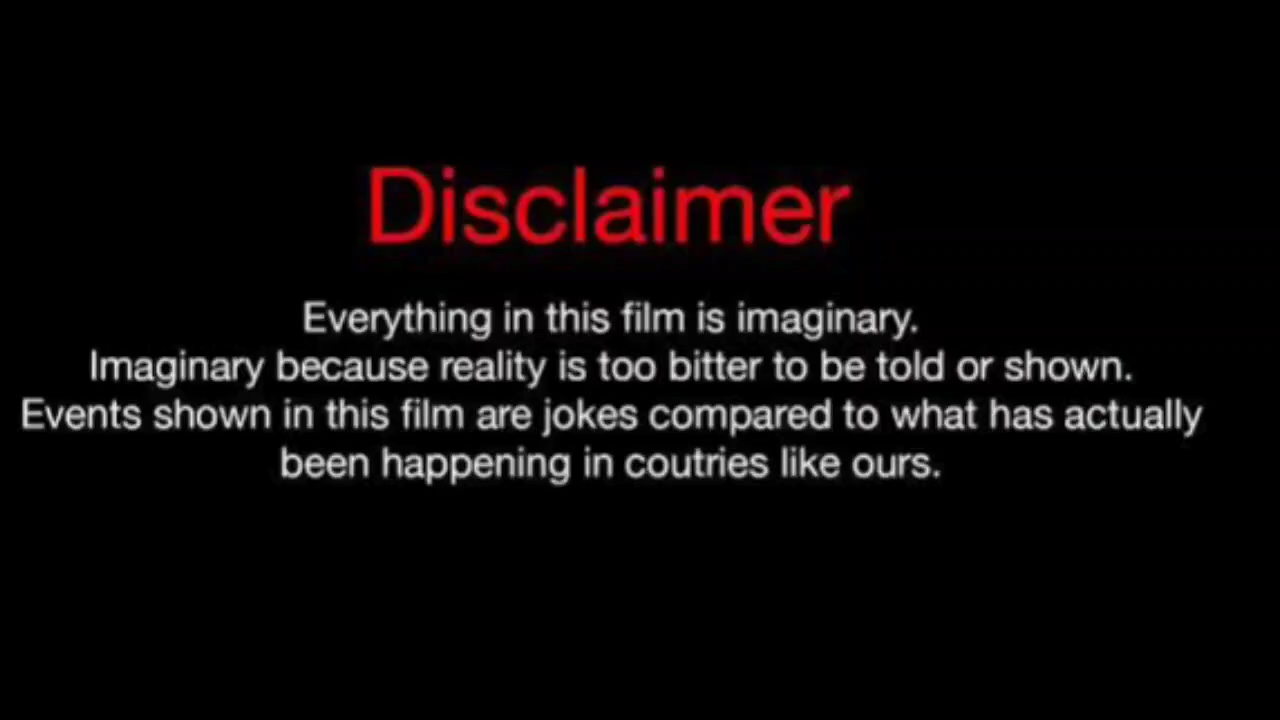 Disclaimer
Everything in this film is imaginary.
Imaginary because reality is too bitter to be told or shown.
Events shown in this film are jokes compared to what has actually
been happening in coutries like ours.